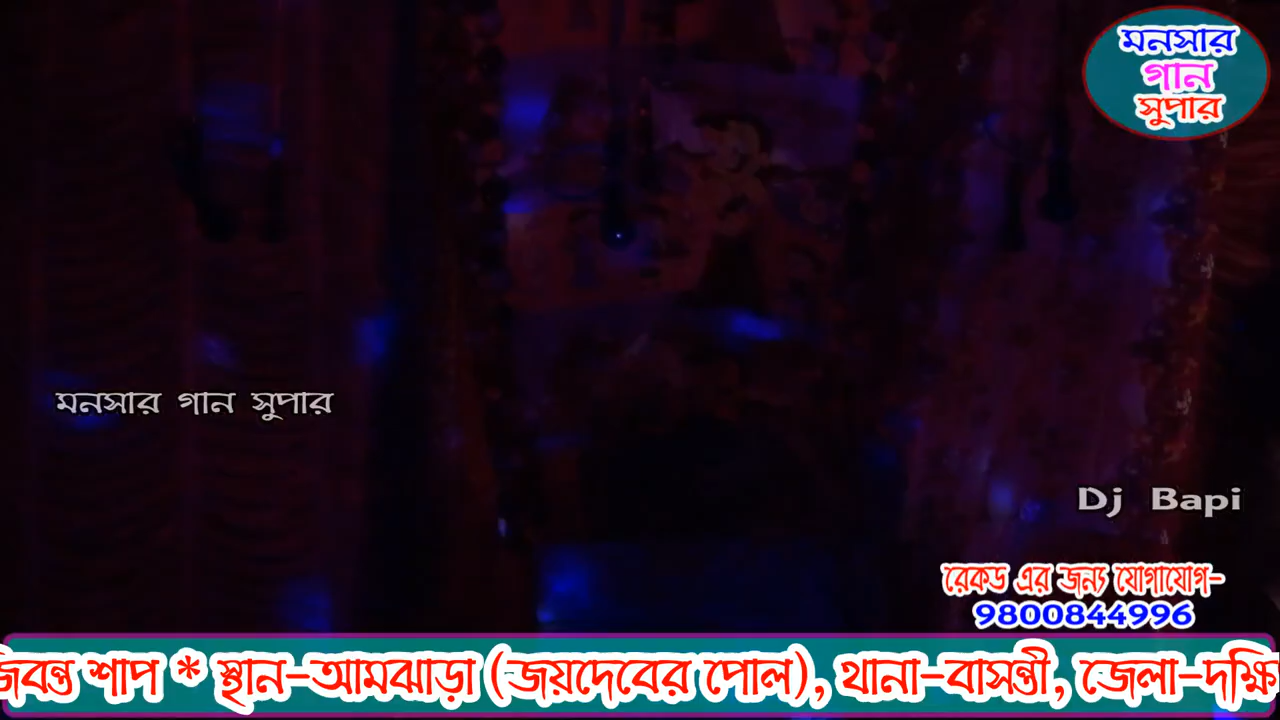 মনসার
গান
সুপার
মনসার গান সুপার
Dj Bapi
রেকড এর জন্য যোগাযোগ-
9800844996
জিবন্ত শাপ * স্থান-আমঝাড়া (জয়দেবের পোল), থানা-বাসন্তী, জেলা-দক্ষি